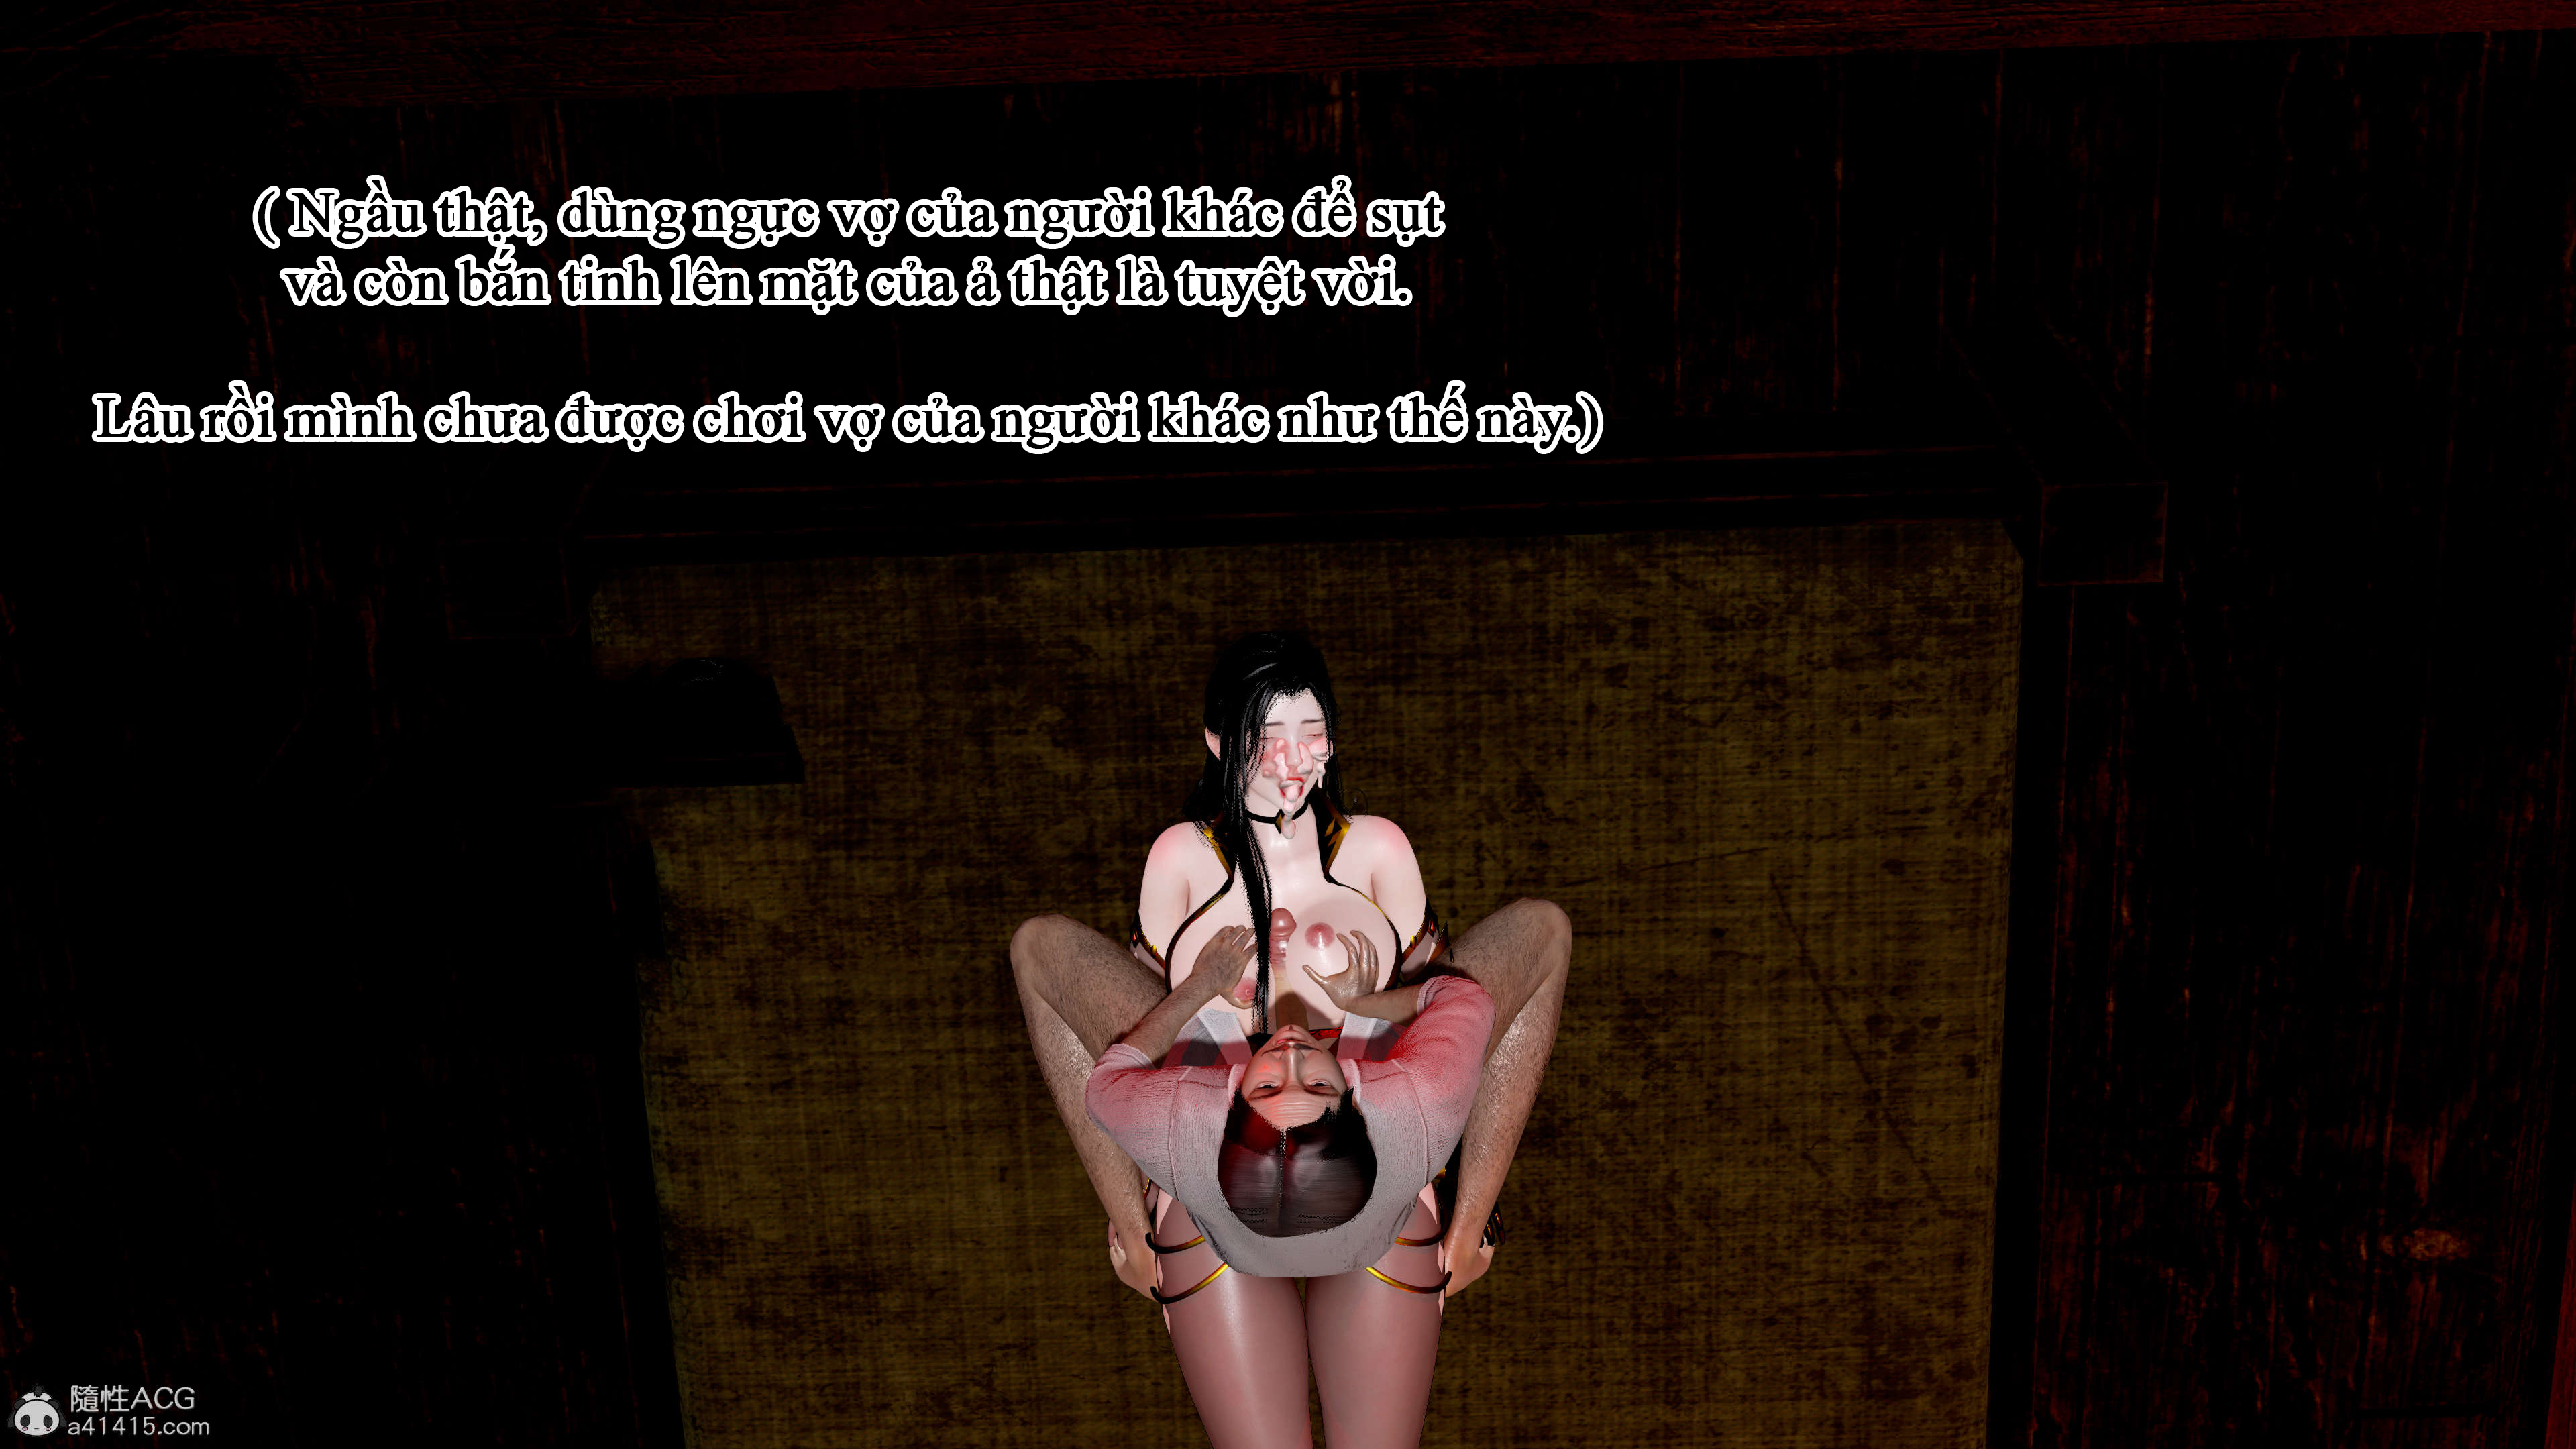 ( Ngầu thật, dùng ngực vợ của người khác để sụt
và còn bắn tinh lên mặt của ả thật là tuyệt vời.
Lâu rồi mình chưa được chơi vợ của người khác như thế này.)
隨性ACG
a41415.com